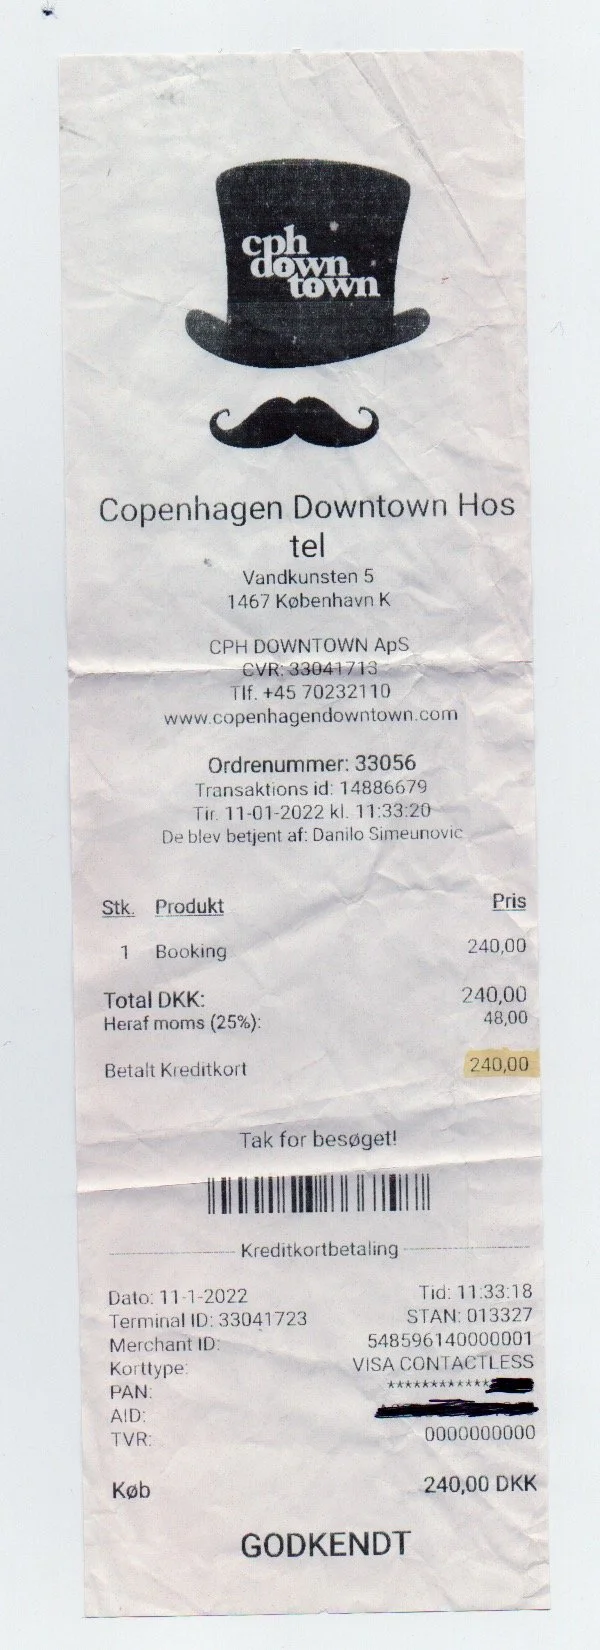 cph
down
town
Copenhagen Downtown Hos
tel
Vandkunsten 5
1467 København K
CPH DOWNTOWN ApS
CVR: 33041713
Tlf. +45 70232110
www.copenhagendowntown.com
Ordrenummer: 33056
Transaktions id: 14886679
Tir. 11-01-2022 kl. 11:33:20
De blev betjent af: Danilo Simeunovic
Stk. Produkt Pris
1 Booking 240,00
Total DKK: 240,00
Heraf moms (25%): 48,00
Betalt Kreditkort 240,00
Tak for besøget!
Kreditkortbetaling
Dato: 11-1-2022 Tid: 11:33:18
Terminal ID: 33041723 STAN: 013327
Merchant ID: 548596140000001
Korttype: VISA CONTACTLESS
PAN: ************
AID:
TVR: 0000000000
Køb 240,00 DKK
GODKENDT